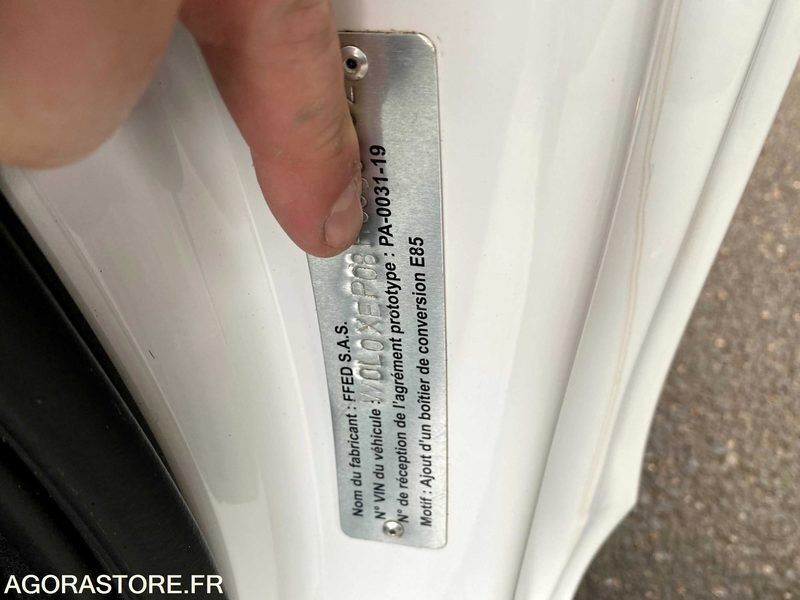 Nom du fabricant : FFED S.A.S.
N° VIN du véhicule : W0L0XEP08
N° de réception de l'agrément prototype : PA-0031-19
Motif : Ajout d'un boîtier de conversion E85
AGORASTORE.FR